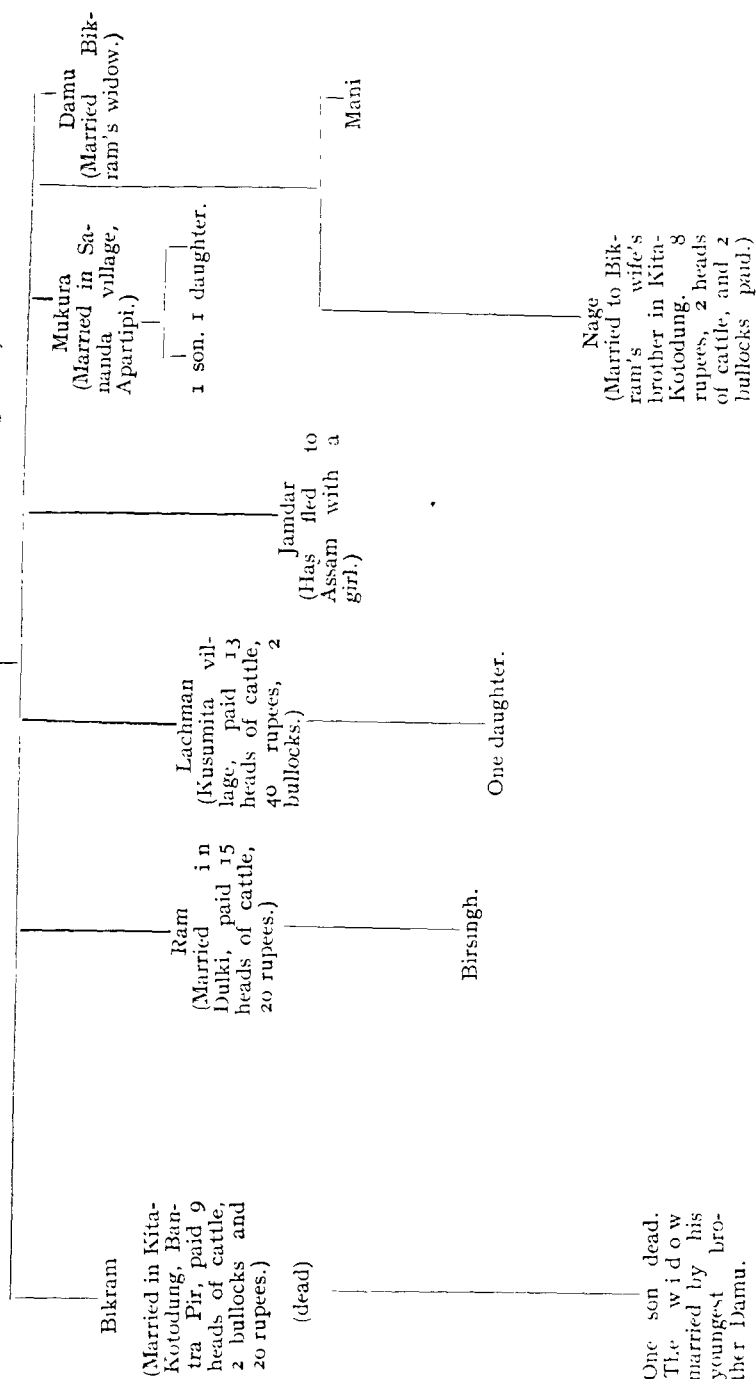 Bikram
(Married in Kita-
Kotodung, Ban-
tra Pir, paid 9
heads of cattle,
2 bullocks and
20 rupees.)
(dead)
One son dead.
The widow
married by his
youngest bro-
ther Damu.
Ram
(Married in
Dulki, paid 15
heads of cattle,
20 rupees.)
Birsingh.
Lachman
(Kusumita vil-
lage, paid 13
heads of cattle,
40 rupees, 2
bullocks.)
One daughter.
Jamdar
(Has fled to
Assam with a
girl.)
Mukura
(Married in Sa-
nanda village,
Apartipi.)
1 son. 1 daughter.
Damu
(Married Bik-
ram's widow.)
Nage
(Married to Bik-
ram's wife's
brother in Kita-
Kotodung. 8
rupees, 2 heads
of cattle, and 2
bullocks paid.)
Mani